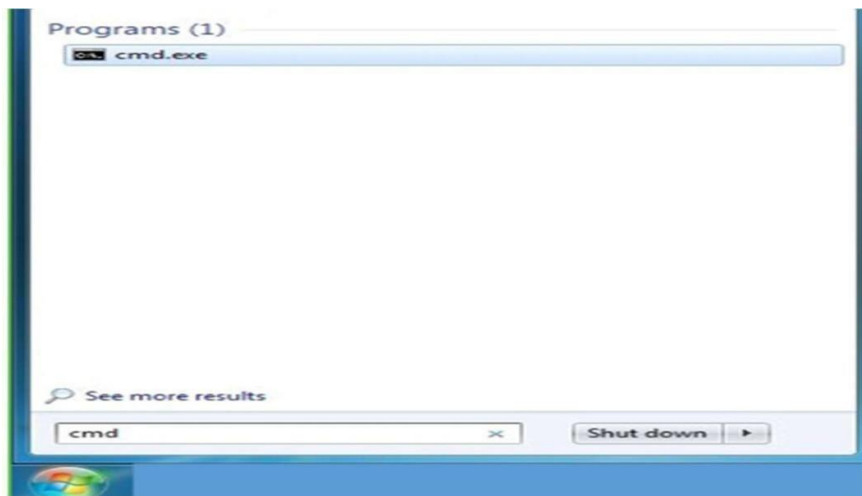 Programs (1)
cmd.exe
See more results
cmd
Shut down